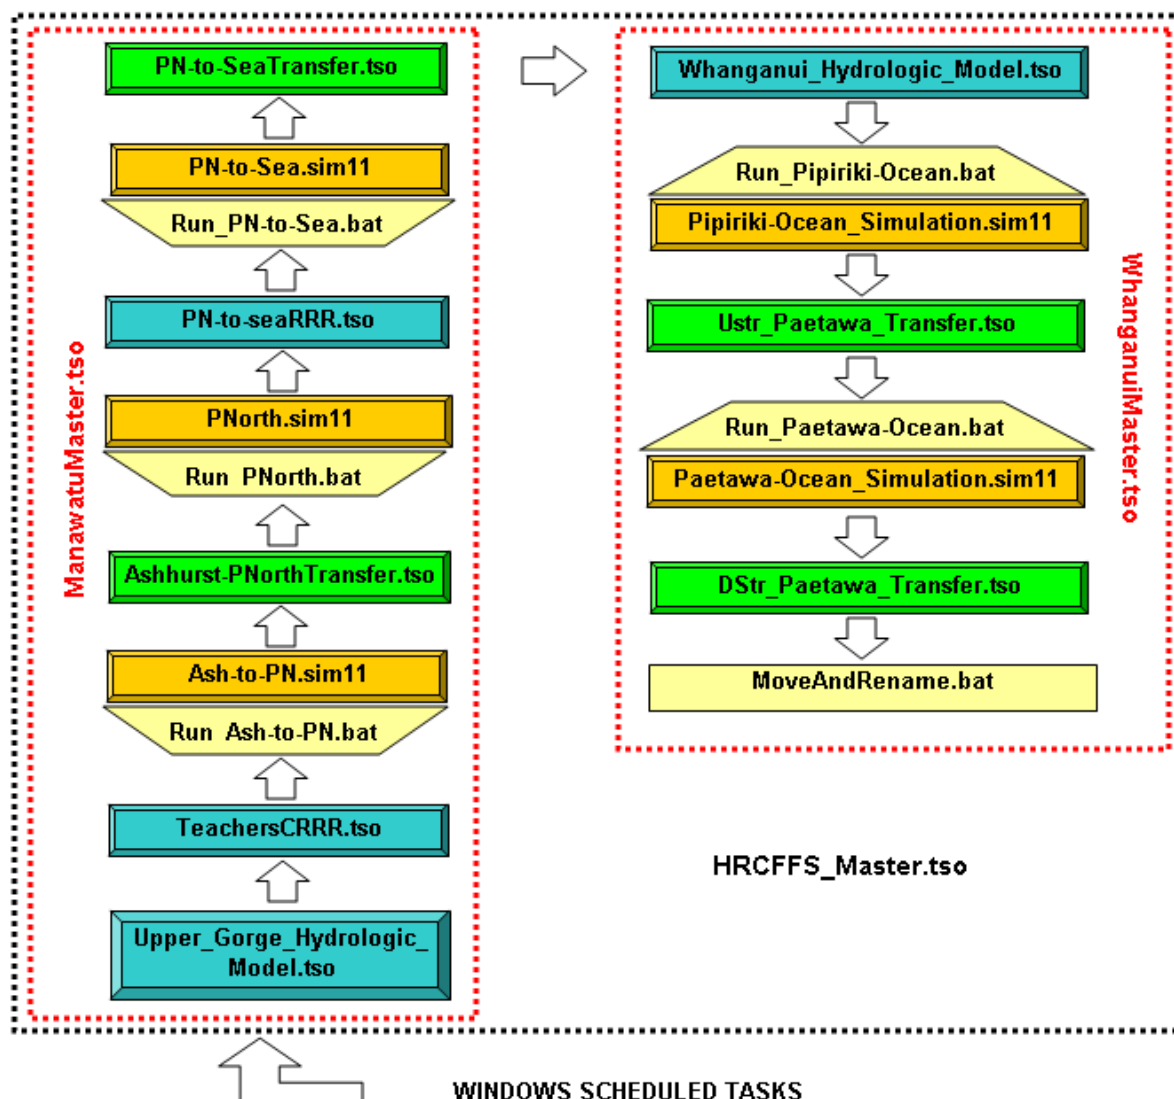 PN-to-SeaTransfer.tso
PN-to-Sea.sim11
Run_PN-to-Sea.bat
PN-to-seaRRR.tso
PNorth.sim11
Run PNorth.bat
Ashhurst-PNorthTransfer.tso
Ash-to-PN.sim11
Run Ash-to-PN.bat
TeachersCRRR.tso
Upper_Gorge_Hydrologic_
Model.tso
ManawatuMaster.tso
Whanganui_Hydrologic_Model.tso
Run_Pipiriki-Ocean.bat
Pipiriki-Ocean_Simulation.sim11
Ustr_Paetawa_Transfer.tso
Run_Paetawa-Ocean.bat
Paetawa-Ocean_Simulation.sim11
DStr_Paetawa_Transfer.tso
MoveAndRename.bat
WhanganuiMaster.tso
HRCFFS_Master.tso
WINDOWS SCHEDULED TASKS